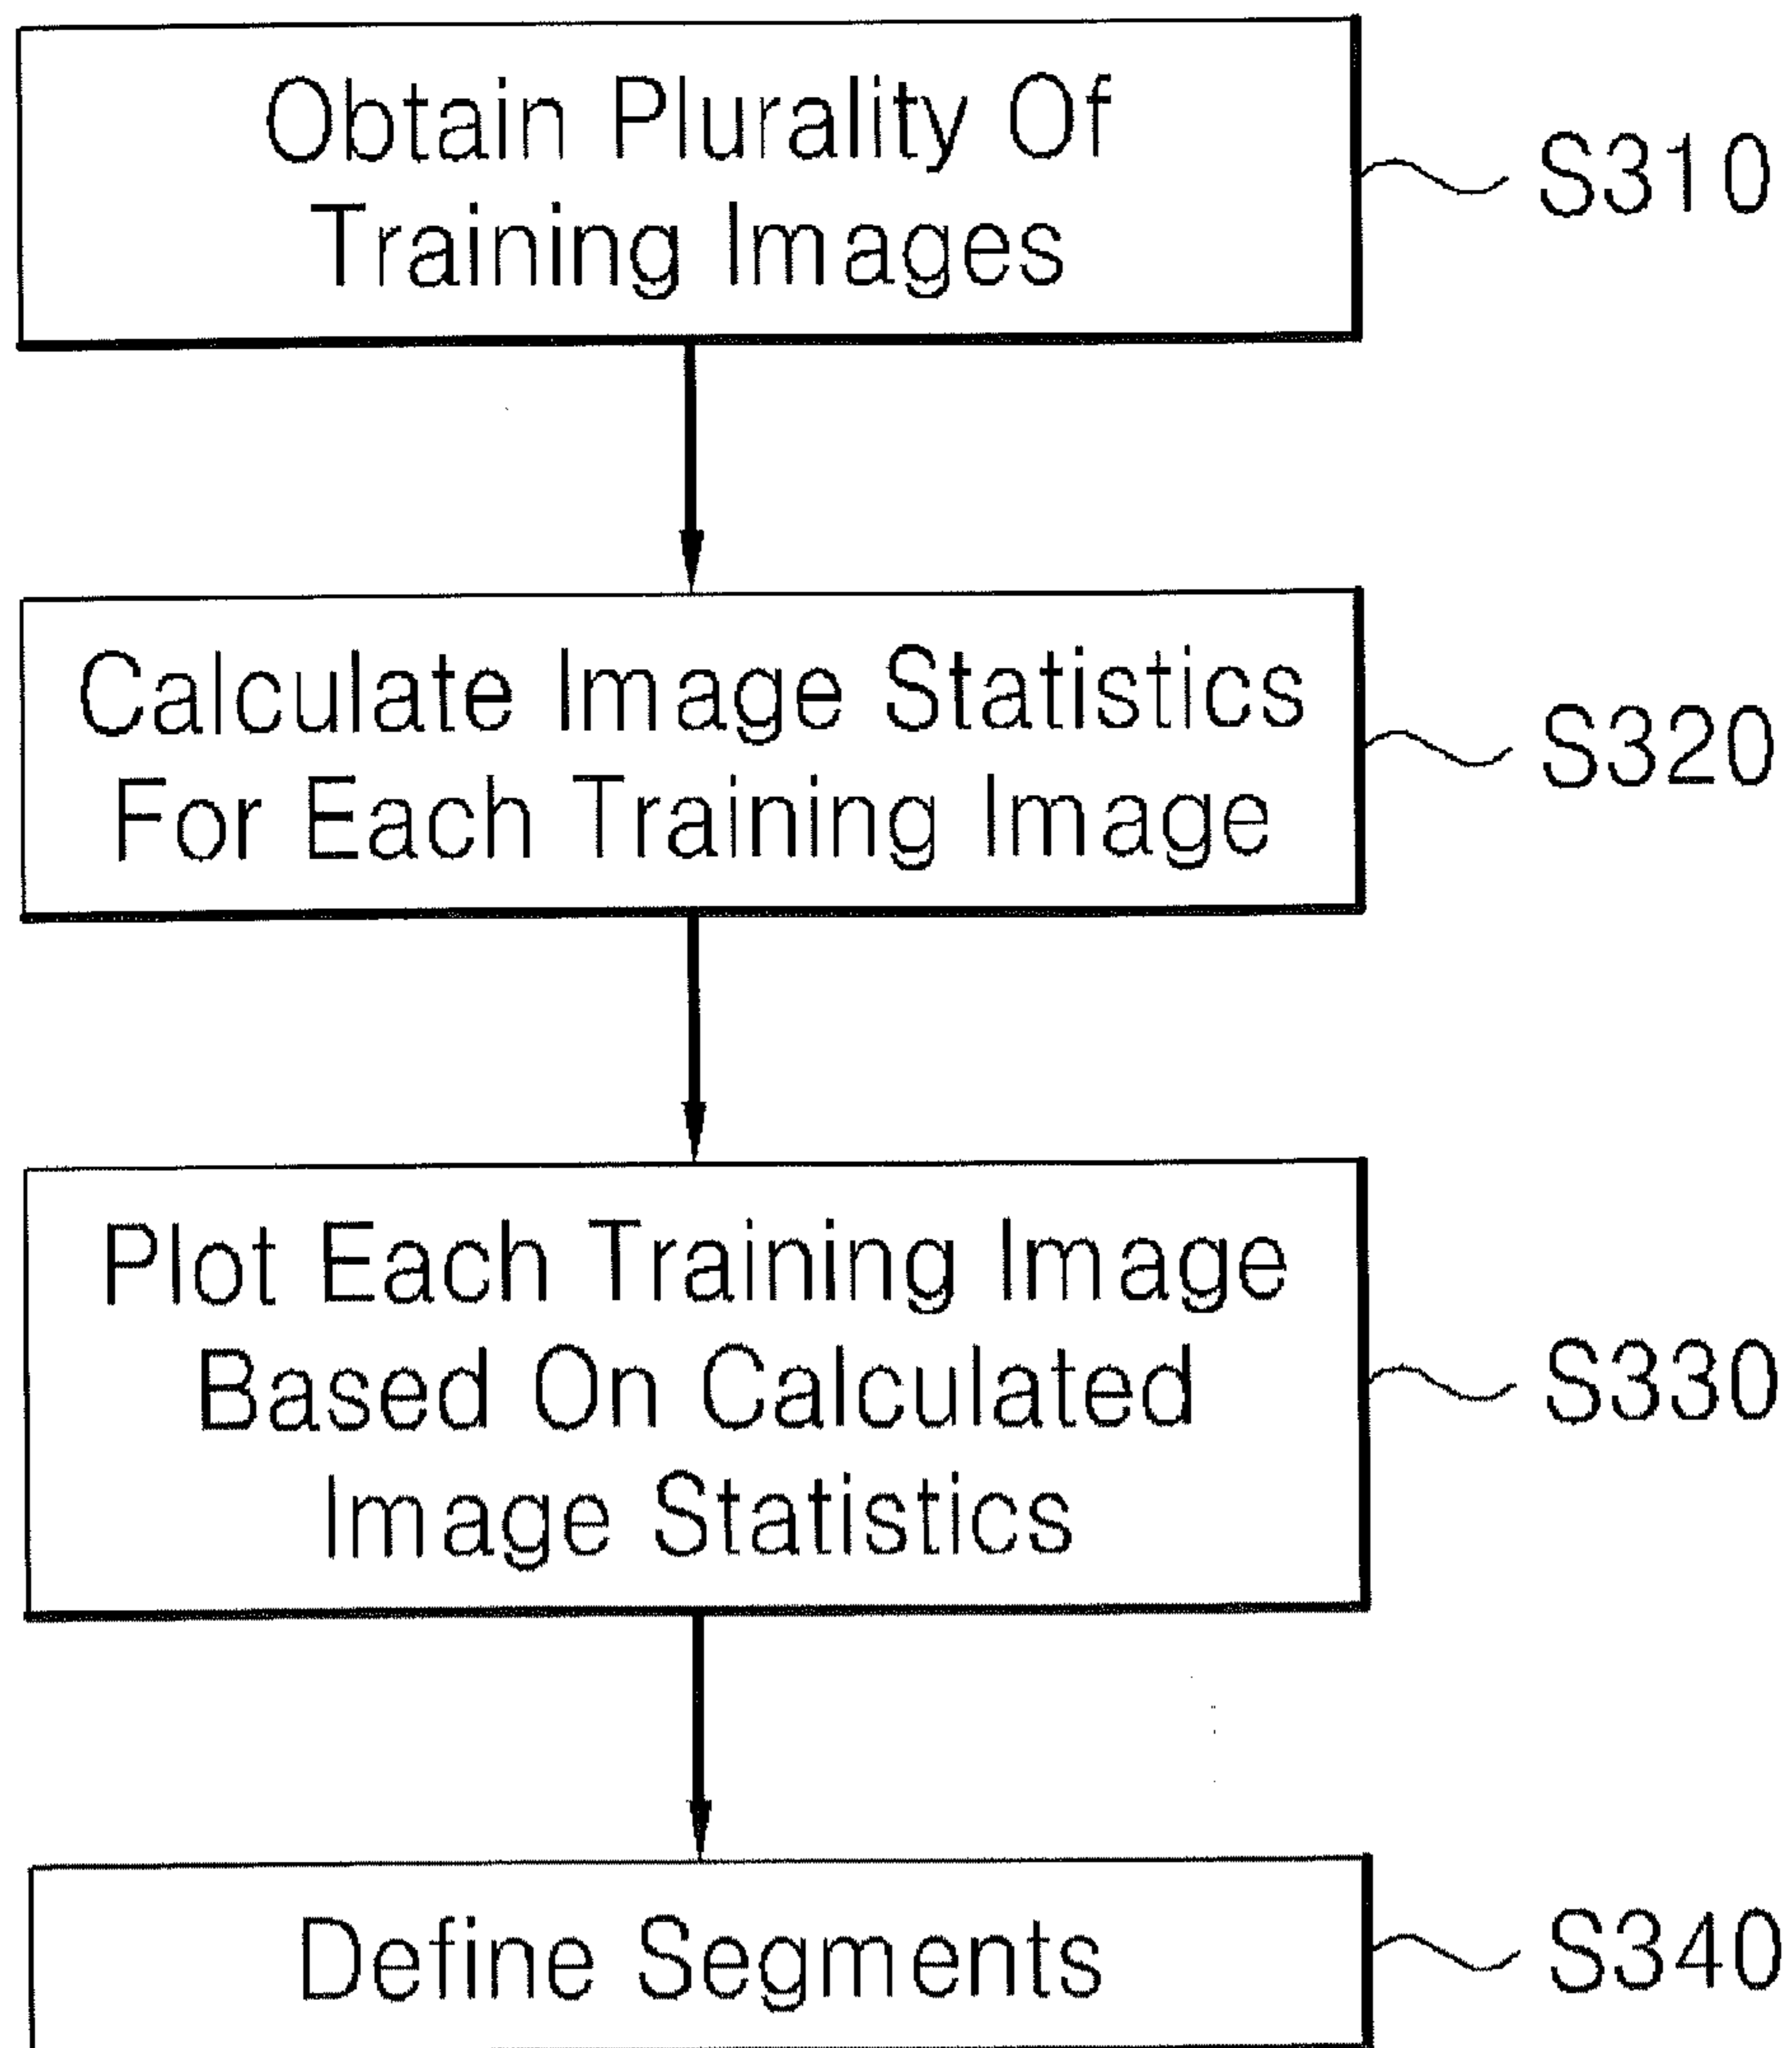 Obtain Plurality Of
Training Images
S310
Calculate Image Statistics
For Each Training Image
S320
Plot Each Training Image
Based On Calculated
Image Statistics
S330
Define Segments
S340